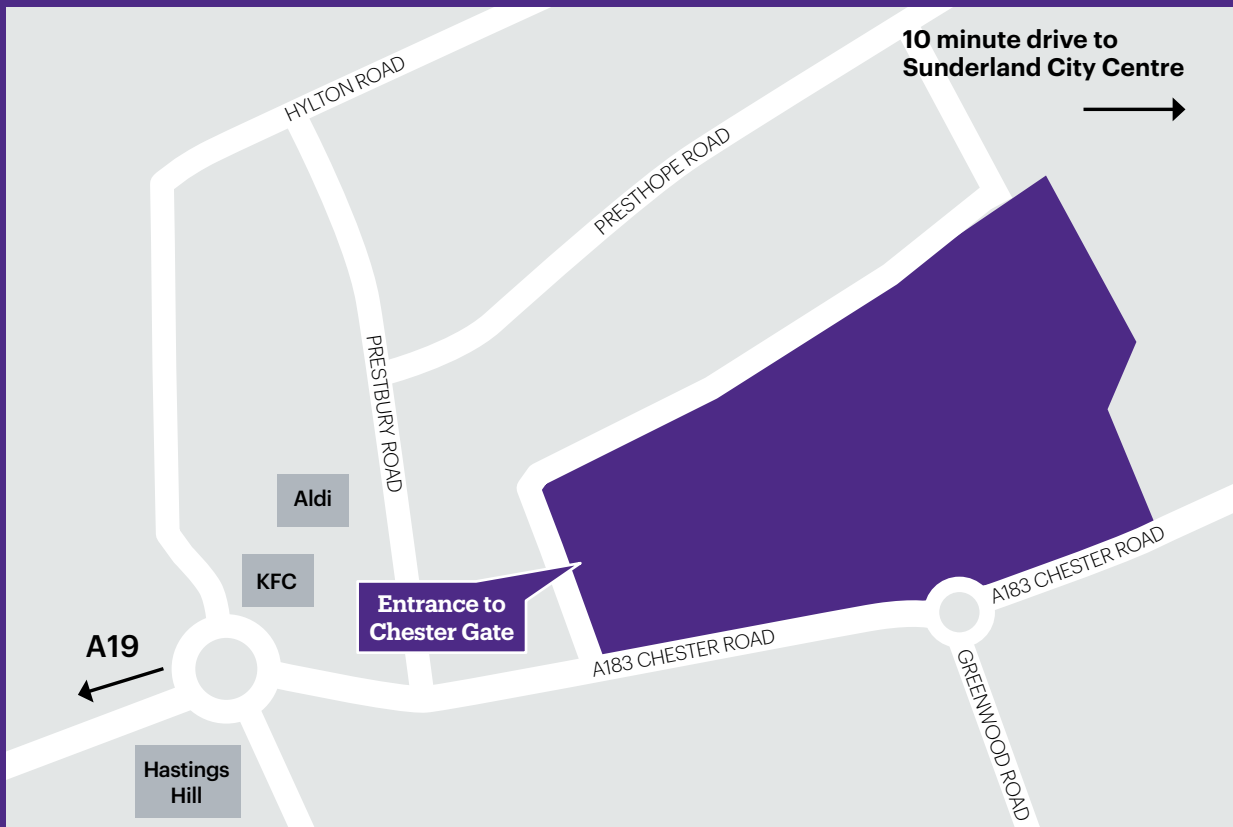 10 minute drive to
Sunderland City Centre
HYLTON ROAD
PRESTHOPE ROAD
PRESTBURY ROAD
Aldi
KFC
Entrance to
Chester Gate
A183 CHESTER ROAD
A183 CHESTER ROAD
A19
GREENWOOD ROAD
Hastings
Hill